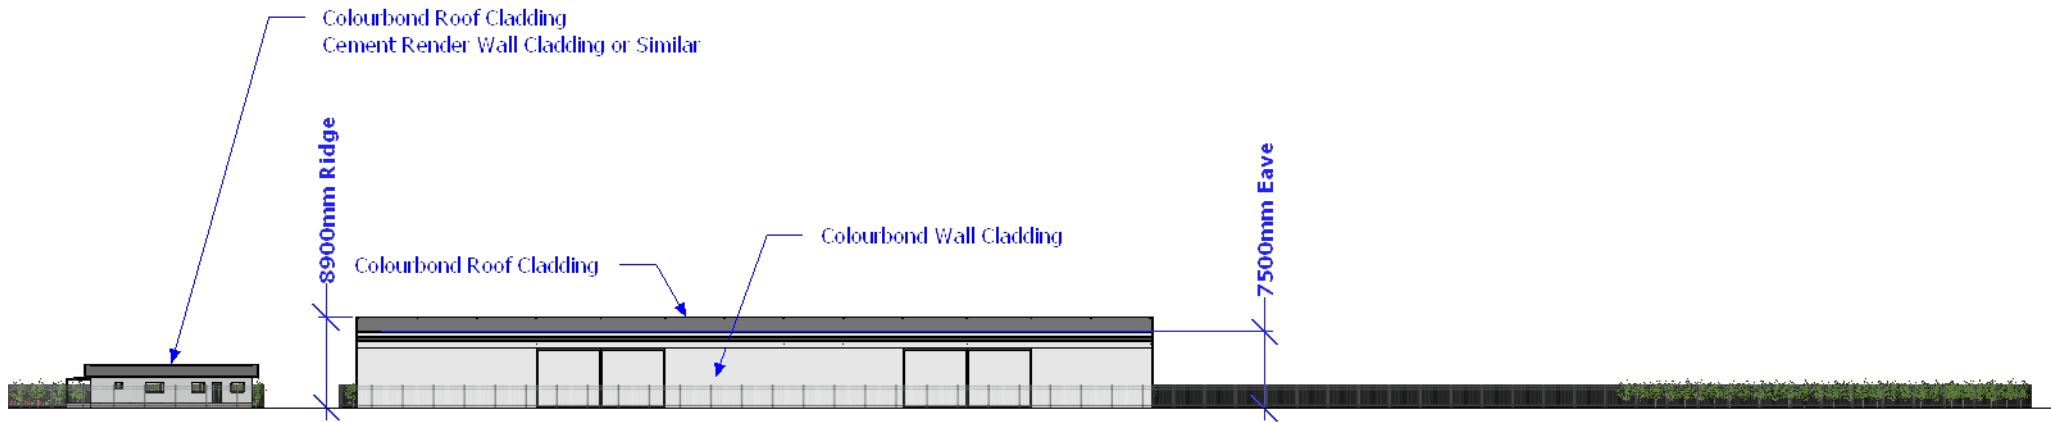 Colourbond Roof Cladding
Cement Render Wall Cladding or Similar
8900mm Ridge
7500mm Eave
Colourbond Wall Cladding
Colourbond Roof Cladding